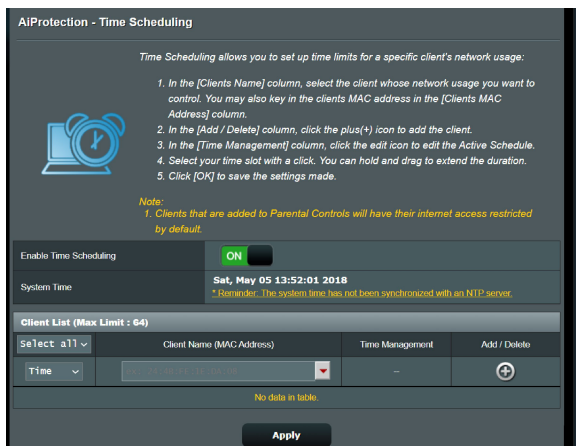 AiProtection - Time Scheduling
Time Scheduling allows you to set up time limits for a specific client's network usage:
1. In the [Clients Name] column, select the client whose network usage you want to
control. You may also key in the clients MAC address in the [Clients MAC
Address] column.
2. In the [Add / Delete] column, click the plus(+) icon to add the client.
3. In the [Time Management] column, click the edit icon to edit the Active Schedule.
4. Select your time slot with a click. You can hold and drag to extend the duration.
5. Click [OK] to save the settings made.
Note:
1. Clients that are added to Parental Controls will have their internet access restricted
by default.
Enable Time Scheduling ON
System Time Sat, May 05 13:52:01 2018
* Reminder: The system time has not been synchronized with an NTP server.
Client List (Max Limit : 64)
Select all Client Name (MAC Address) Time Management Add / Delete
Time --
No data in table.
Apply